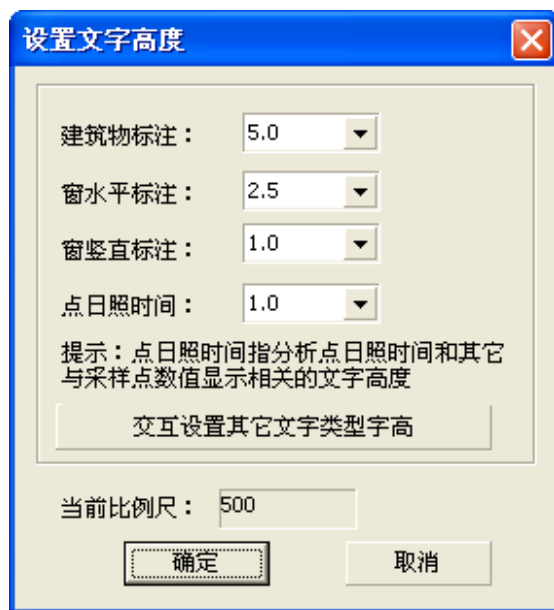 设置文字高度
建筑物标注： 5.0
窗水平标注： 2.5
窗竖直标注： 1.0
点日照时间： 1.0
提示：点日照时间指分析点日照时间和其它
与采样点数值显示相关的文字高度
交互设置其它文字类型字高
当前比例尺： 500
确定 取消